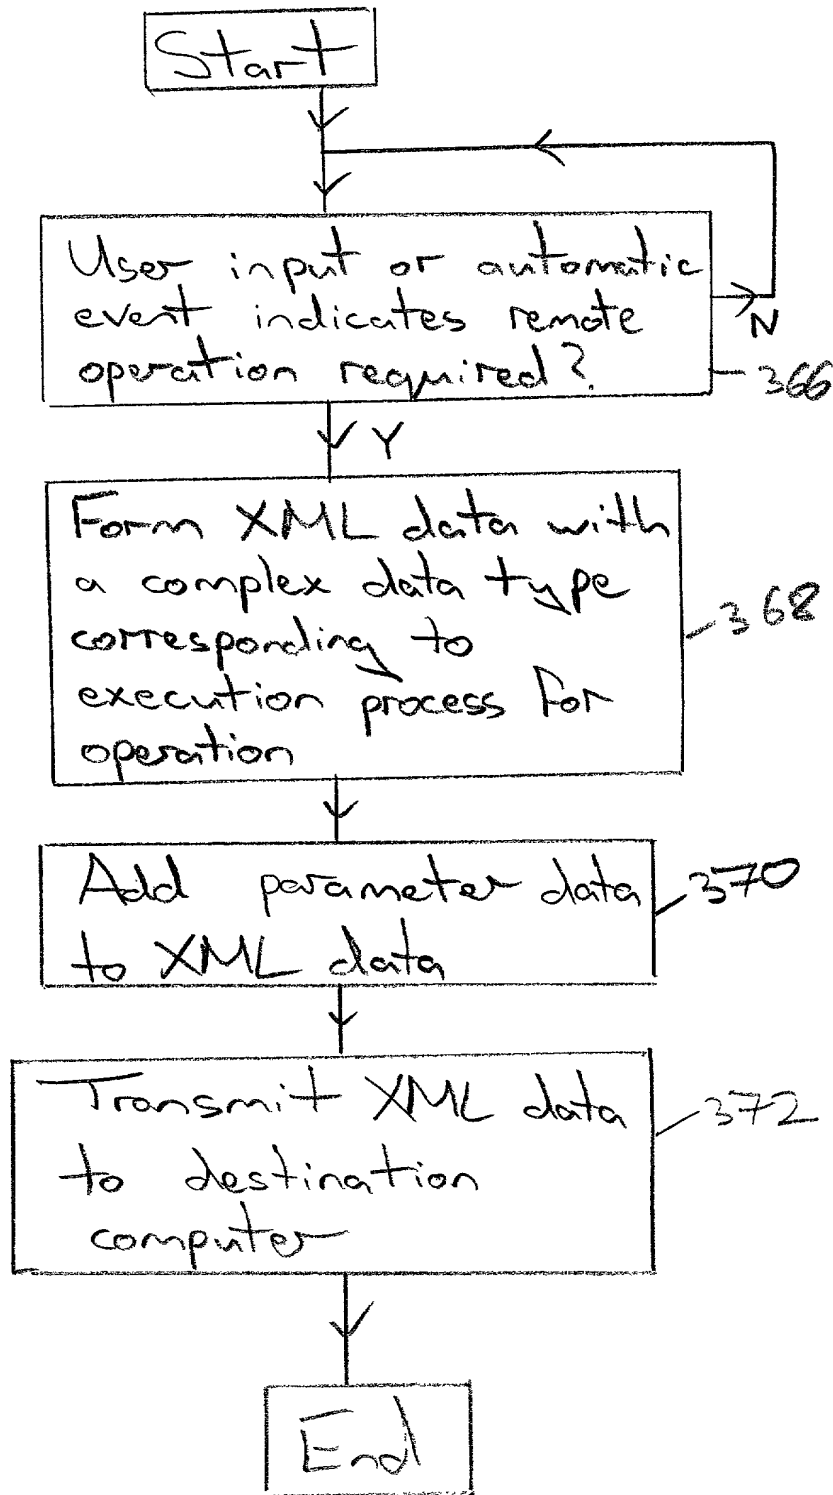 Start
User input or automatic
event indicates remote
operation required?
N
366
Y
Form XML data with
a complex data type
corresponding to
execution process for
operation
368
Add parameter data
to XML data
370
Transmit XML data
to destination
computer
372
End